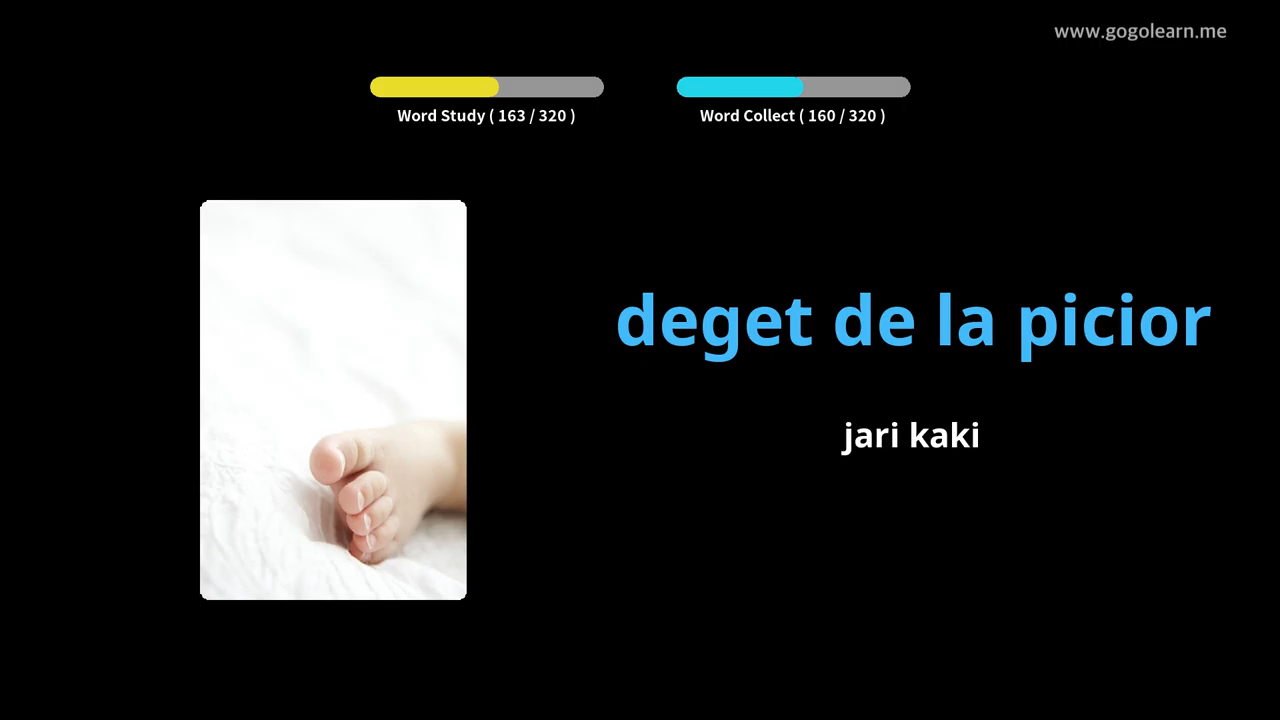 www.gogolearn.me
Word Study ( 163 / 320 )
Word Collect ( 160 / 320 )
deget de la picior
jari kaki